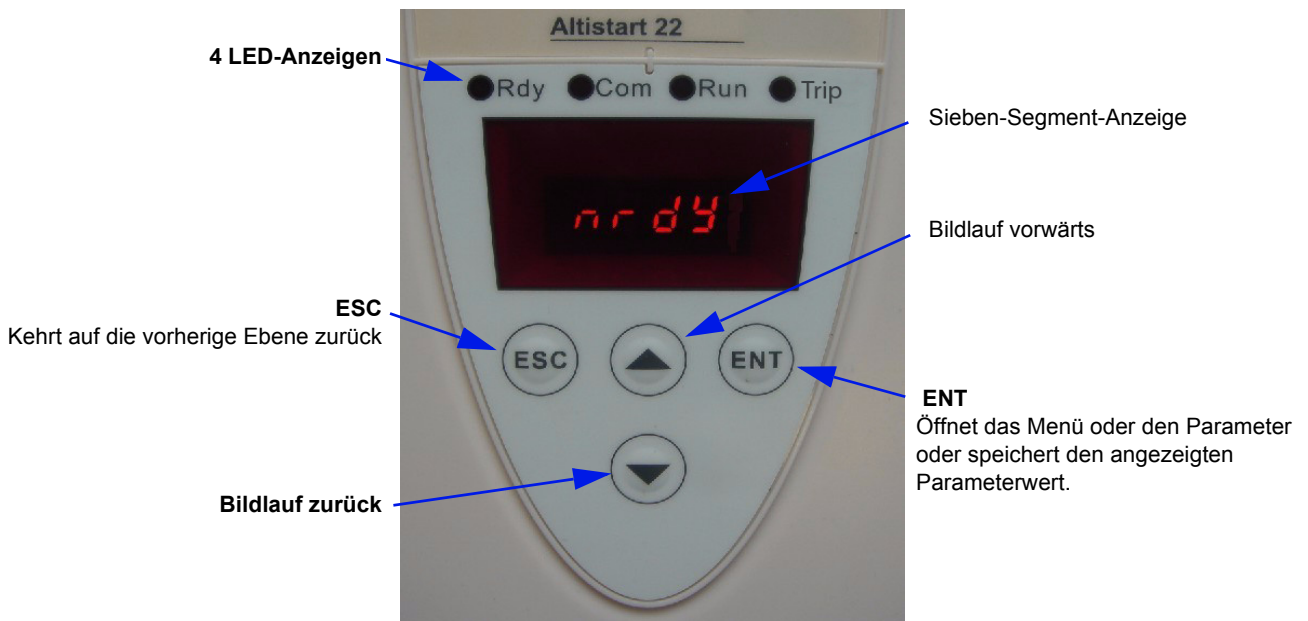 Altistart 22
4 LED-Anzeigen
Rdy Com Run Trip
Sieben-Segment-Anzeige
nrdY
Bildlauf vorwärts
ESC
Kehrt auf die vorherige Ebene zurück
ESC
ENT
ENT
Öffnet das Menü oder den Parameter
oder speichert den angezeigten
Parameterwert.
Bildlauf zurück